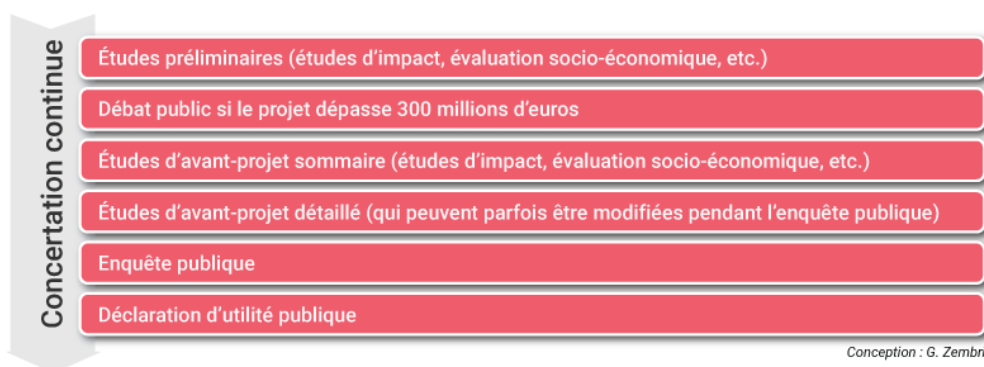 Concertation continue
Études préliminaires (études d’impact, évaluation socio-économique, etc.)
Débat public si le projet dépasse 300 millions d’euros
Études d’avant-projet sommaire (études d’impact, évaluation socio-économique, etc.)
Études d’avant-projet détaillé (qui peuvent parfois être modifiées pendant l’enquête publique)
Enquête publique
Déclaration d’utilité publique
Conception : G. Zembri